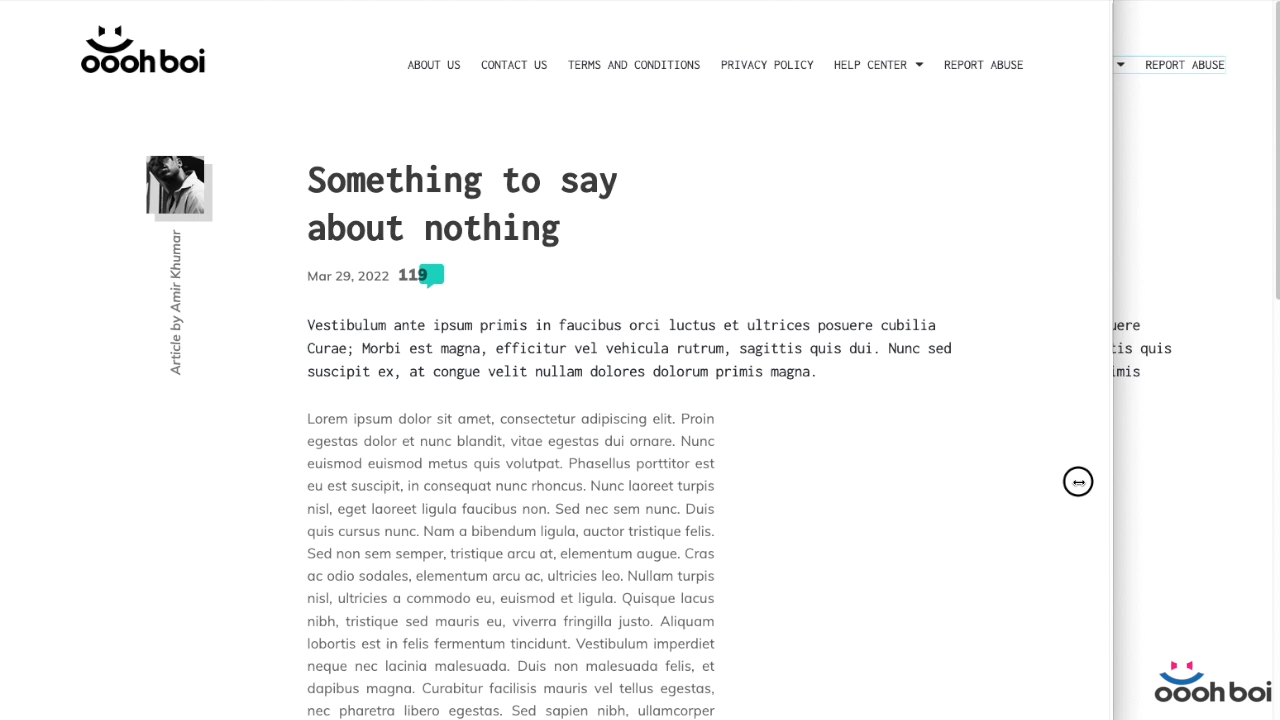 oooh boi
ABOUT US CONTACT US TERMS AND CONDITIONS PRIVACY POLICY HELP CENTER REPORT ABUSE
REPORT ABUSE
Article by Amir Khumar
Something to say
about nothing
Mar 29, 2022 119
Vestibulum ante ipsum primis in faucibus orci luctus et ultrices posuere cubilia
Curae; Morbi est magna, efficitur vel vehicula rutrum, sagittis quis dui. Nunc sed
suscipit ex, at congue velit nullam dolores dolorum primis magna.
quis
Lorem ipsum dolor sit amet, consectetur adipiscing elit. Proin
egestas dolor et nunc blandit, vitae egestas dui ornare. Nunc
euismod euismod metus quis volutpat. Phasellus porttitor est
eu est suscipit, in consequat nunc rhoncus. Nunc laoreet turpis
nisl, eget laoreet ligula faucibus non. Sed nec sem nunc. Duis
quis cursus nunc. Nam a bibendum ligula, auctor tristique felis.
Sed non sem semper, tristique arcu at, elementum augue. Cras
ac odio sodales, elementum arcu ac, ultricies leo. Nullam turpis
nisl, ultricies a commodo eu, euismod et ligula. Quisque lacus
nibh, tristique sed mauris eu, viverra fringilla justo. Aliquam
lobortis est in felis fermentum tincidunt. Vestibulum imperdiet
neque nec lacinia malesuada. Duis non malesuada felis, et
dapibus magna. Curabitur facilisis mauris vel tellus egestas,
nec pharetra libero egestas. Sed sapien nibh, ullamcorper
oooh boi